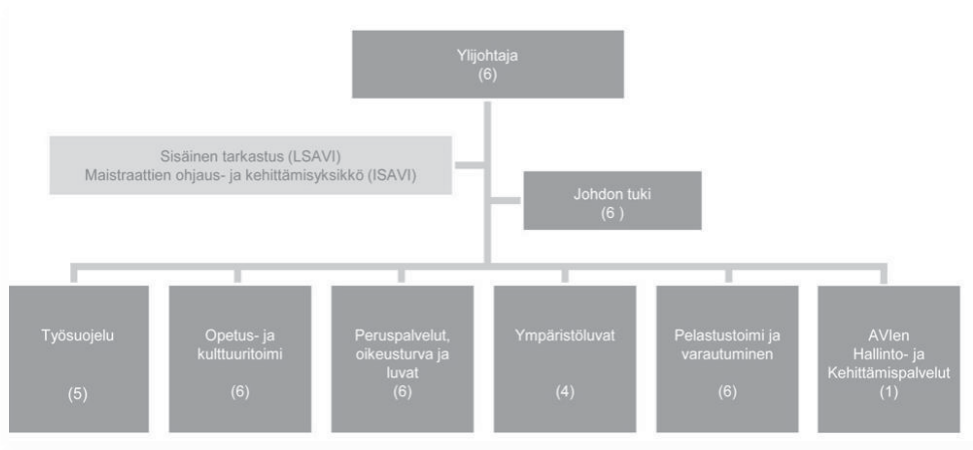 Ylijohtaja
(6)
Sisäinen tarkastus (LSAVI)
Maistraattien ohjaus- ja kehittämisyksikkö (ISAVI)
Johdon tuki
(6 )
Työsuojelu
(5)
Opetus- ja
kulttuuritoimi
(6)
Peruspalvelut,
oikeusturva ja
luvat
(6)
Ympäristöluvat
(4)
Pelastustoimi ja
varautuminen
(6)
AVIen
Hallinto- ja
Kehittämispalvelut
(1)